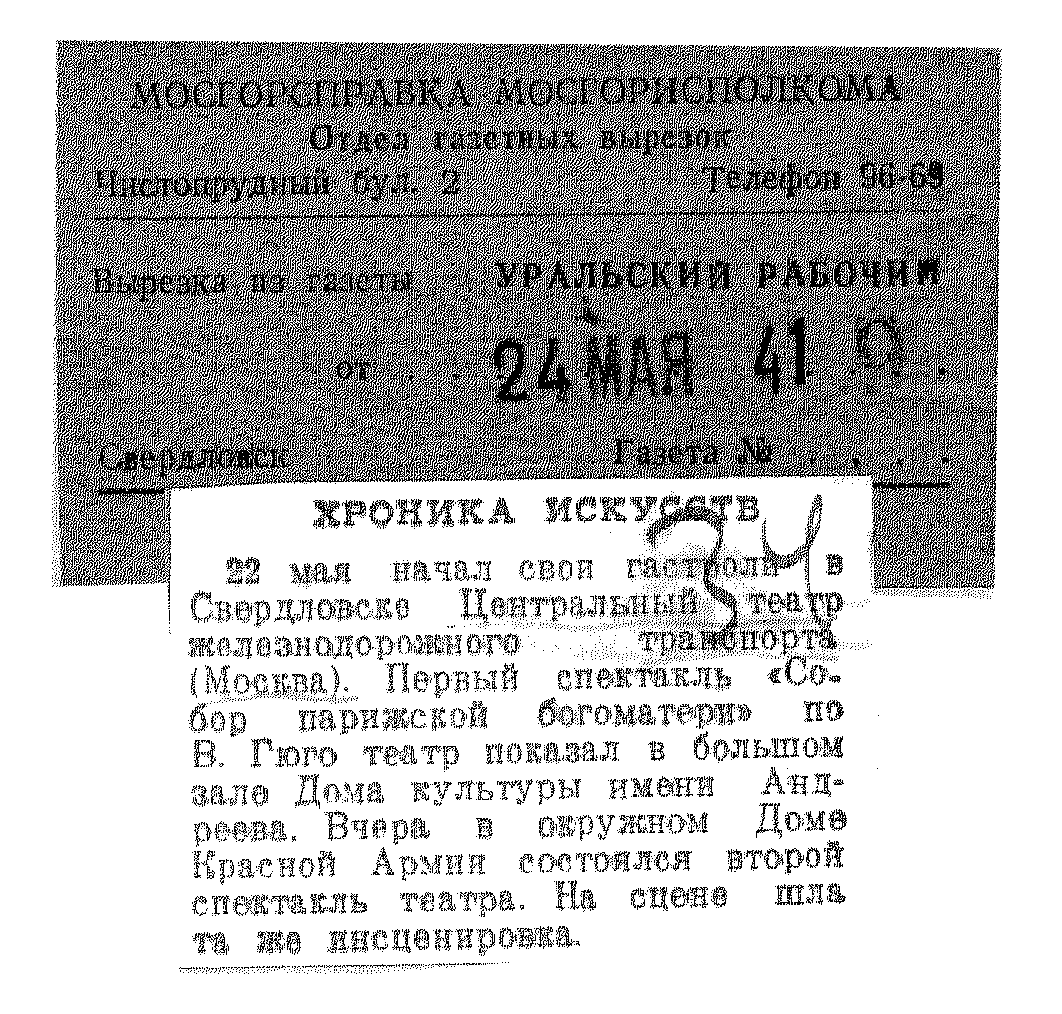 МОСГОРСПРАВКА МОСГОРИСПОЛКОМА
Отдел газетных вырезок
Чистопрудный бул. 2 Телефон 96-69
Вырезка из газеты УРАЛЬСКИЙ РАБОЧИЙ
от . . 24 МАЯ 41 .
Свердловск Газета № . . . .
ХРОНИКА ИСКУССТВ
34
22 мая начал свои гастроли в
Свердловске Центральный театр
железнодорожного транспорта
(Москва). Первый спектакль «Со-
бор парижской богоматери» по
В. Гюго театр показал в большом
зале Дома культуры имени Анд-
реева. Вчера в окружном Доме
Красной Армии состоялся второй
спектакль театра. На сцене шла
та же инсценировка.